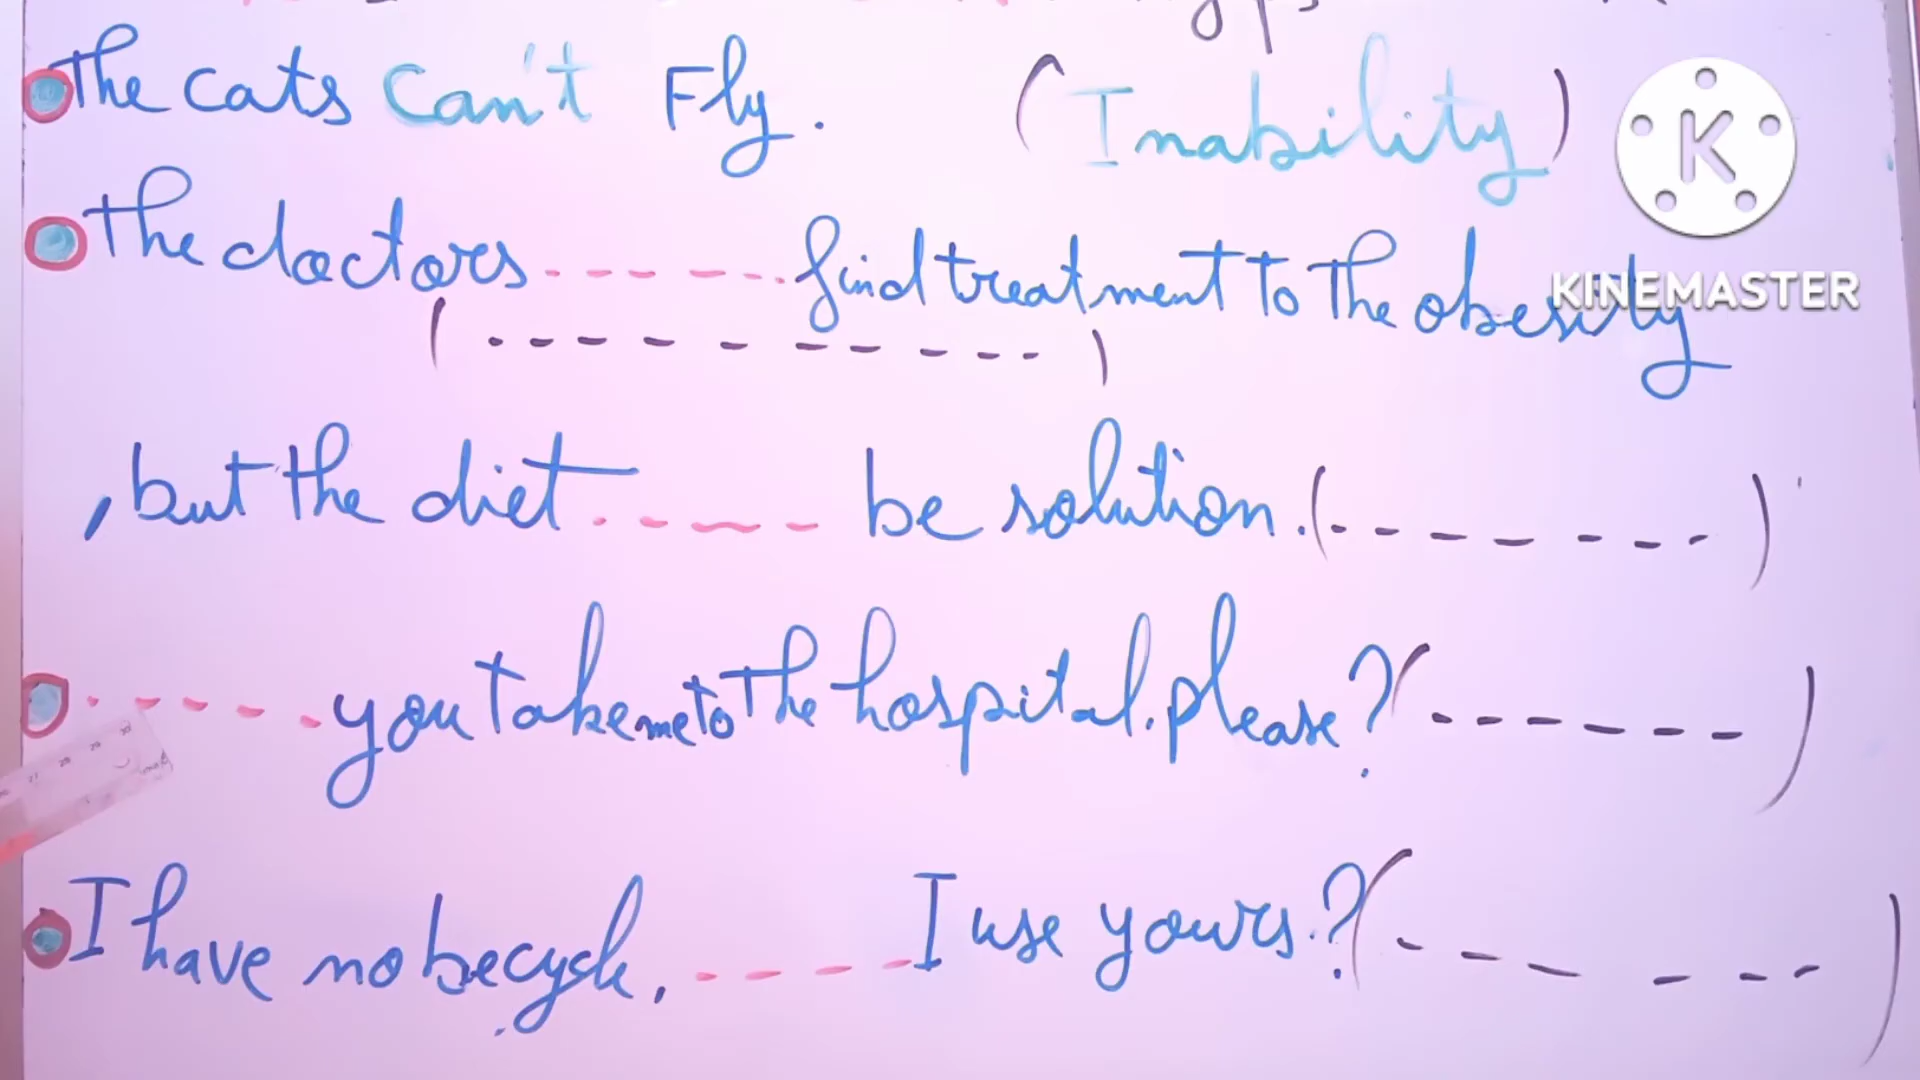 The cats can't Fly. (Inability)
The doctors ------- find treatment to the obesity
(-----------)
, but the diet ----- be solution. (-------)
----- you take me to the hospital. please? (------)
I have no becycle, ---- I use yours.? (------)
K
KINEMASTER